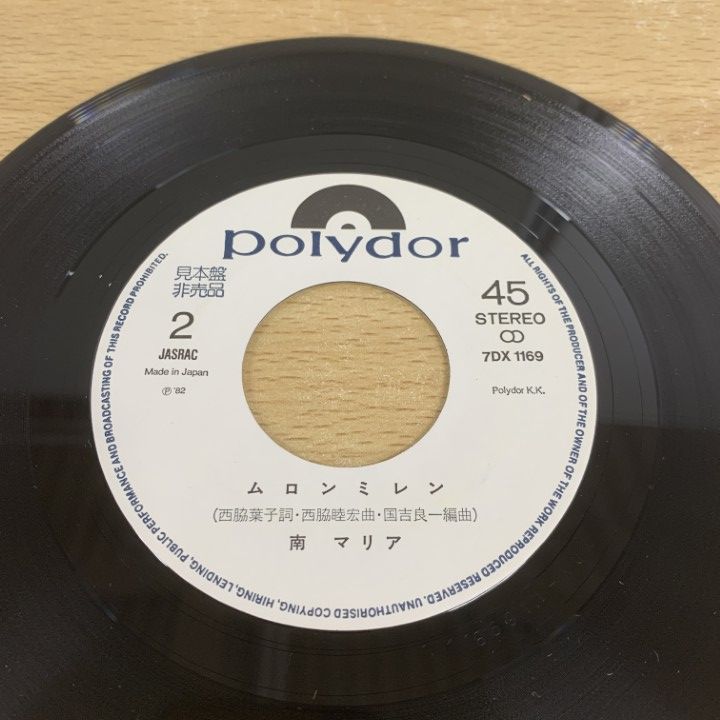 polydor
見本盤
非売品
2
JASRAC
Made in Japan
℗ '82
45
STEREO
7DX 1169
Polydor K.K.
ムロンミレン
(西脇葉子詞・西脇睦宏曲・国吉良一編曲)
南 マリア
ALL RIGHTS OF THE PRODUCER AND OF THE OWNER OF THE WORK REPRODUCED RESERVED. UNAUTHORISED COPYING, HIRING, LENDING, PUBLIC PERFORMANCE AND BROADCASTING OF THIS RECORD PROHIBITED.